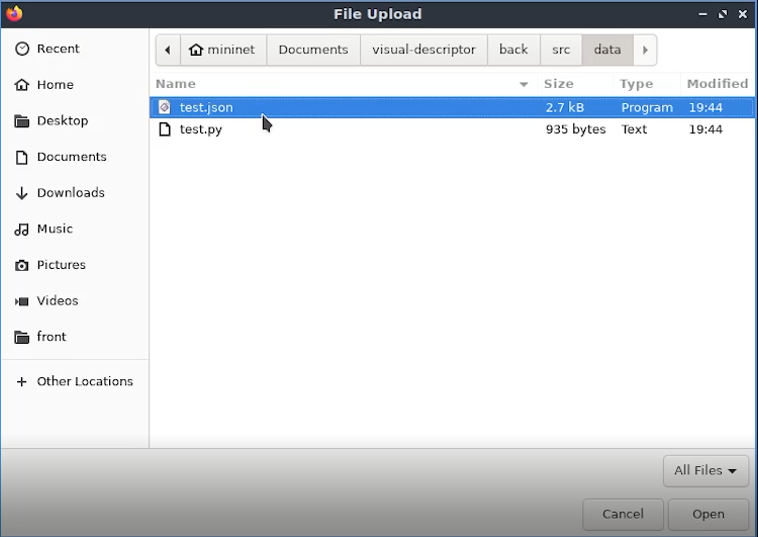 File Upload
Recent
Home
Desktop
Documents
Downloads
Music
Pictures
Videos
front
Other Locations
mininet Documents visual-descriptor back src data
Name Size Type Modified
test.json 2.7 kB Program 19:44
test.py 935 bytes Text 19:44
All Files
Cancel Open